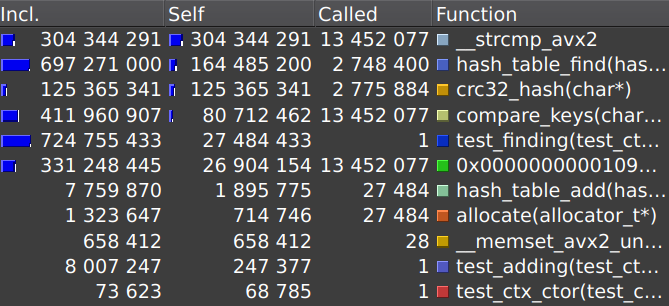 Incl. Self Called Function
304 344 291 304 344 291 13 452 077 __strcmp_avx2
697 271 000 164 485 200 2 748 400 hash_table_find(has...
125 365 341 125 365 341 2 775 884 crc32_hash(char*)
411 960 907 80 712 462 13 452 077 compare_keys(char...
724 755 433 27 484 433 1 test_finding(test_ct...
331 248 445 26 904 154 13 452 077 0x0000000000109...
7 759 870 1 895 775 27 484 hash_table_add(has...
1 323 647 714 746 27 484 allocate(allocator_t*)
658 412 658 412 28 __memset_avx2_un...
8 007 247 247 377 1 test_adding(test_ct...
73 623 68 785 1 test_ctx_ctor(test_c...